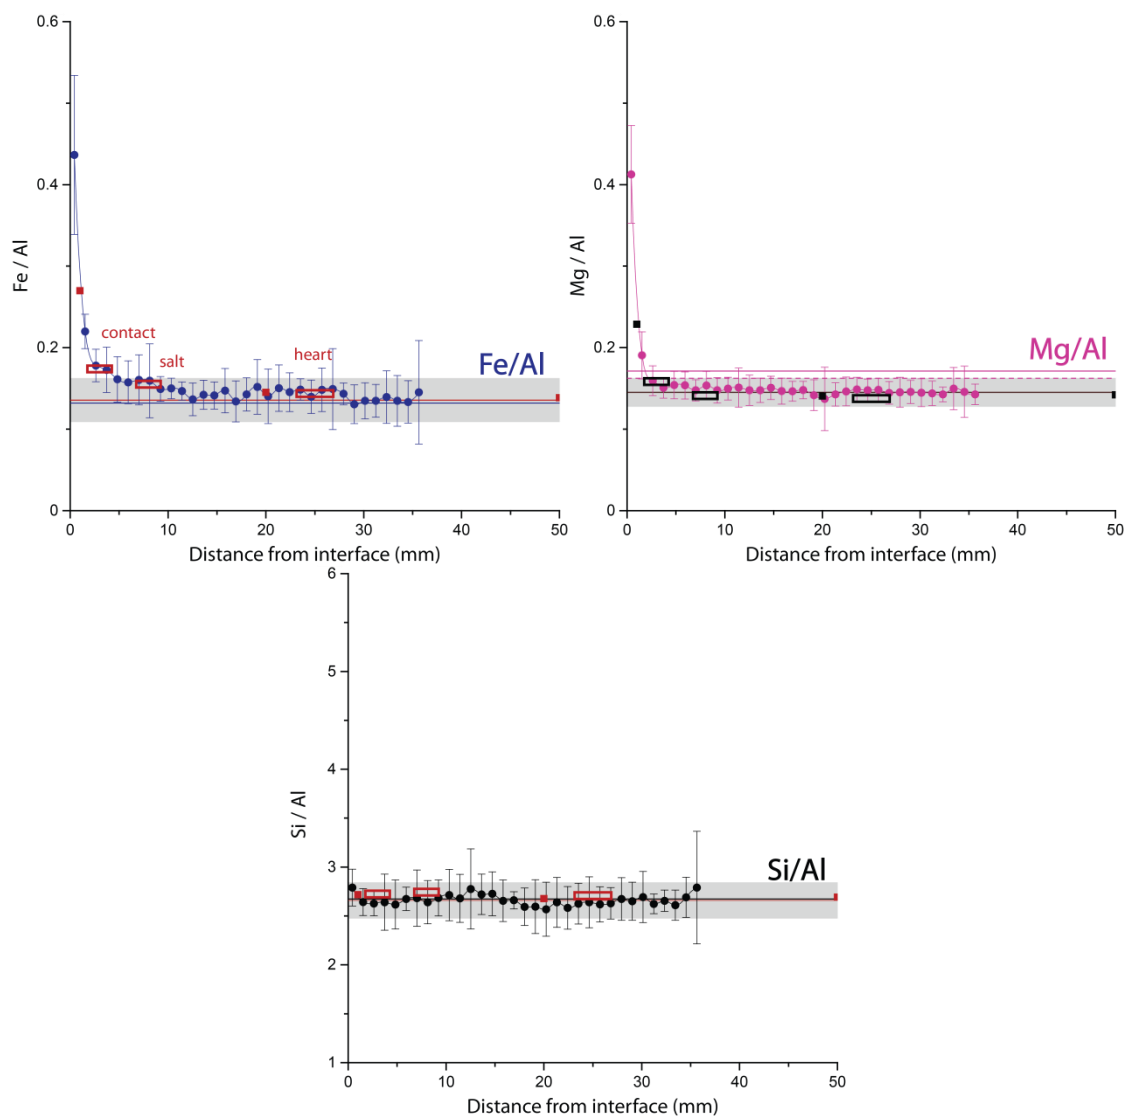 0.6
0.4
0.2
0
Fe / Al
contact
salt
heart
Fe/Al
0 10 20 30 40 50
Distance from interface (mm)
0.6
0.4
0.2
0
Mg / Al
Mg/Al
0 10 20 30 40 50
Distance from interface (mm)
6
5
4
3
2
1
Si / Al
Si/Al
0 10 20 30 40 50
Distance from interface (mm)